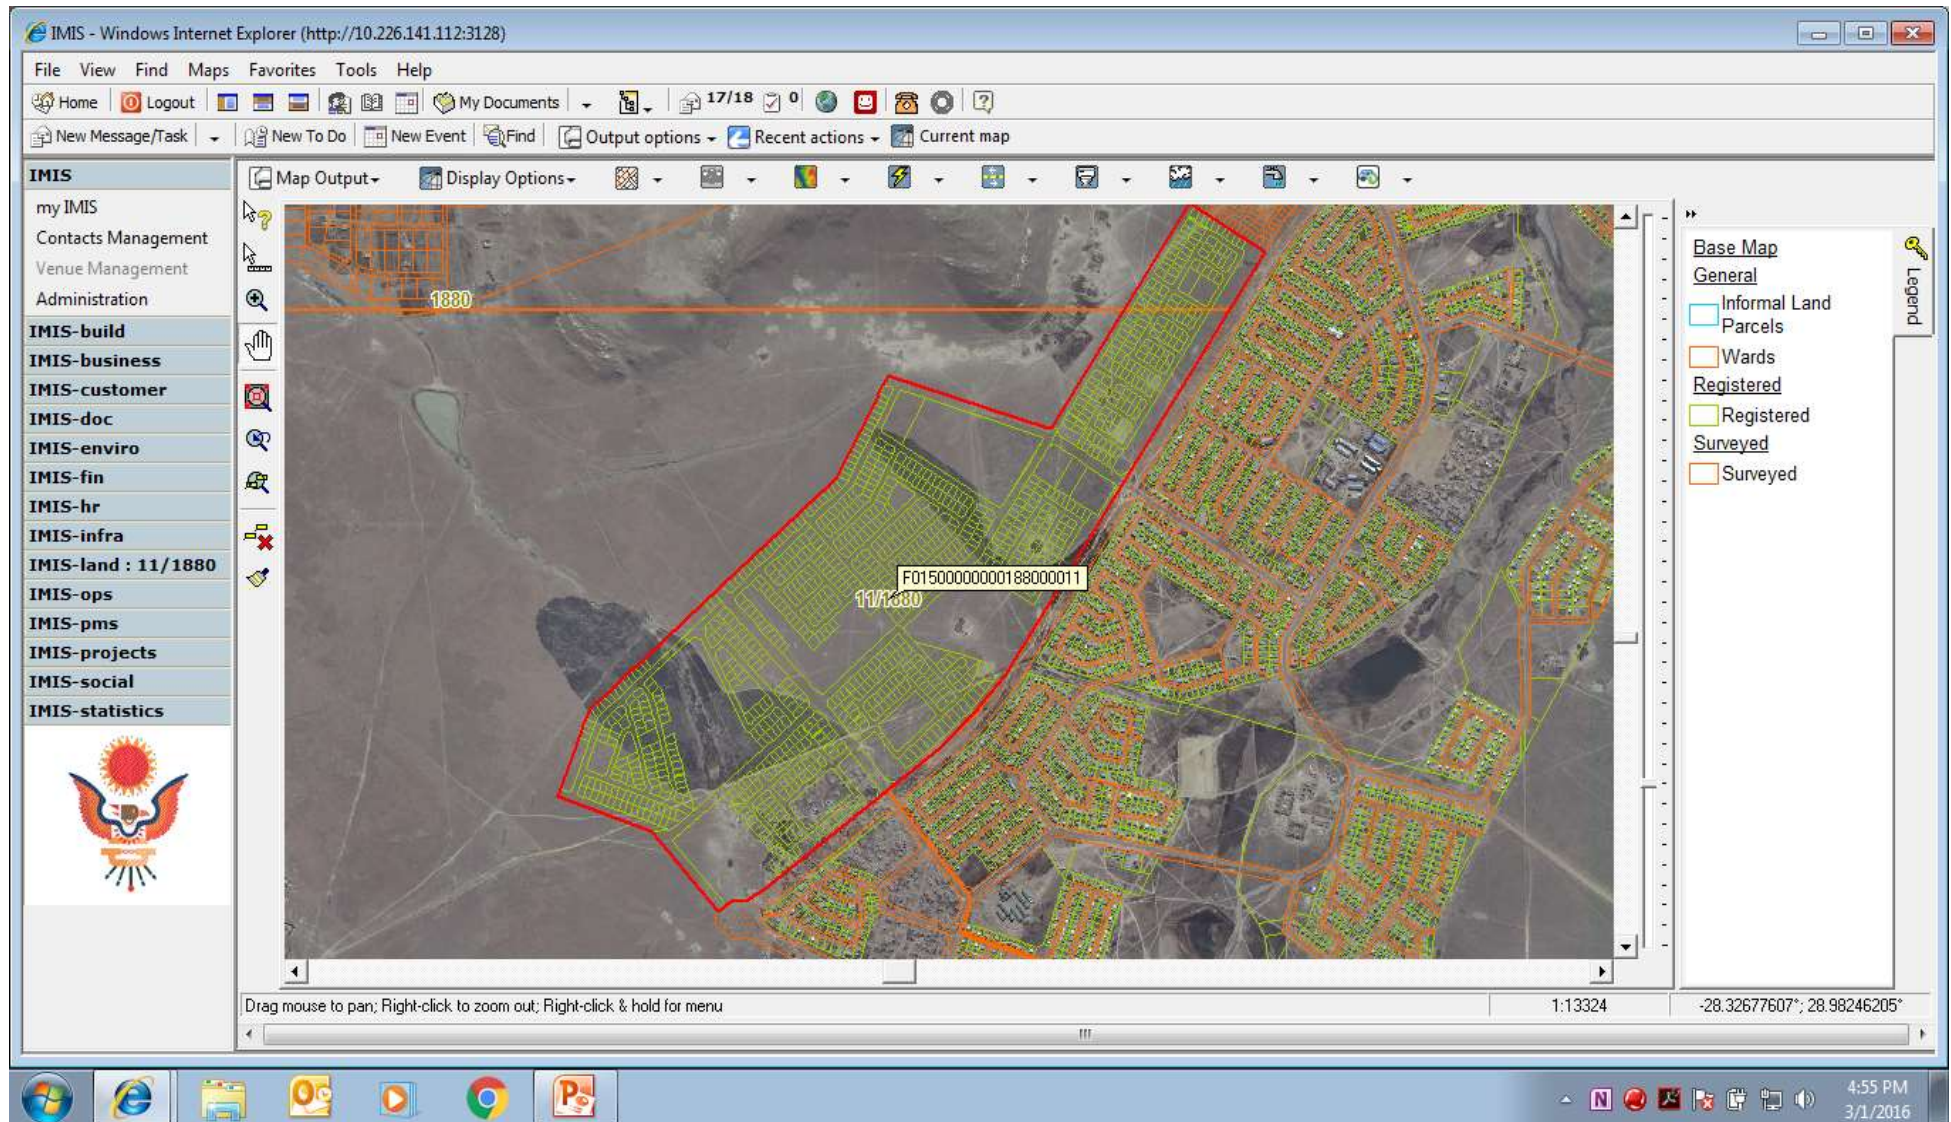 IMIS - Windows Internet Explorer (http://10.226.141.112:3128)
File View Find Maps Favorites Tools Help
Home Logout My Documents 17/18 0
New Message/Task New To Do New Event Find Output options Recent actions Current map
IMIS
my IMIS
Contacts Management
Venue Management
Administration
IMIS-build
IMIS-business
IMIS-customer
IMIS-doc
IMIS-enviro
IMIS-fin
IMIS-hr
IMIS-infra
IMIS-land : 11/1880
IMIS-ops
IMIS-pms
IMIS-projects
IMIS-social
IMIS-statistics
Map Output Display Options
1880
F01500000000188000011
11/1880
Base Map
General
Informal Land
Parcels
Wards
Registered
Registered
Surveyed
Surveyed
Legend
Drag mouse to pan; Right-click to zoom out; Right-click & hold for menu
1:13324
-28.32677607°; 28.98246205°
4:55 PM
3/1/2016